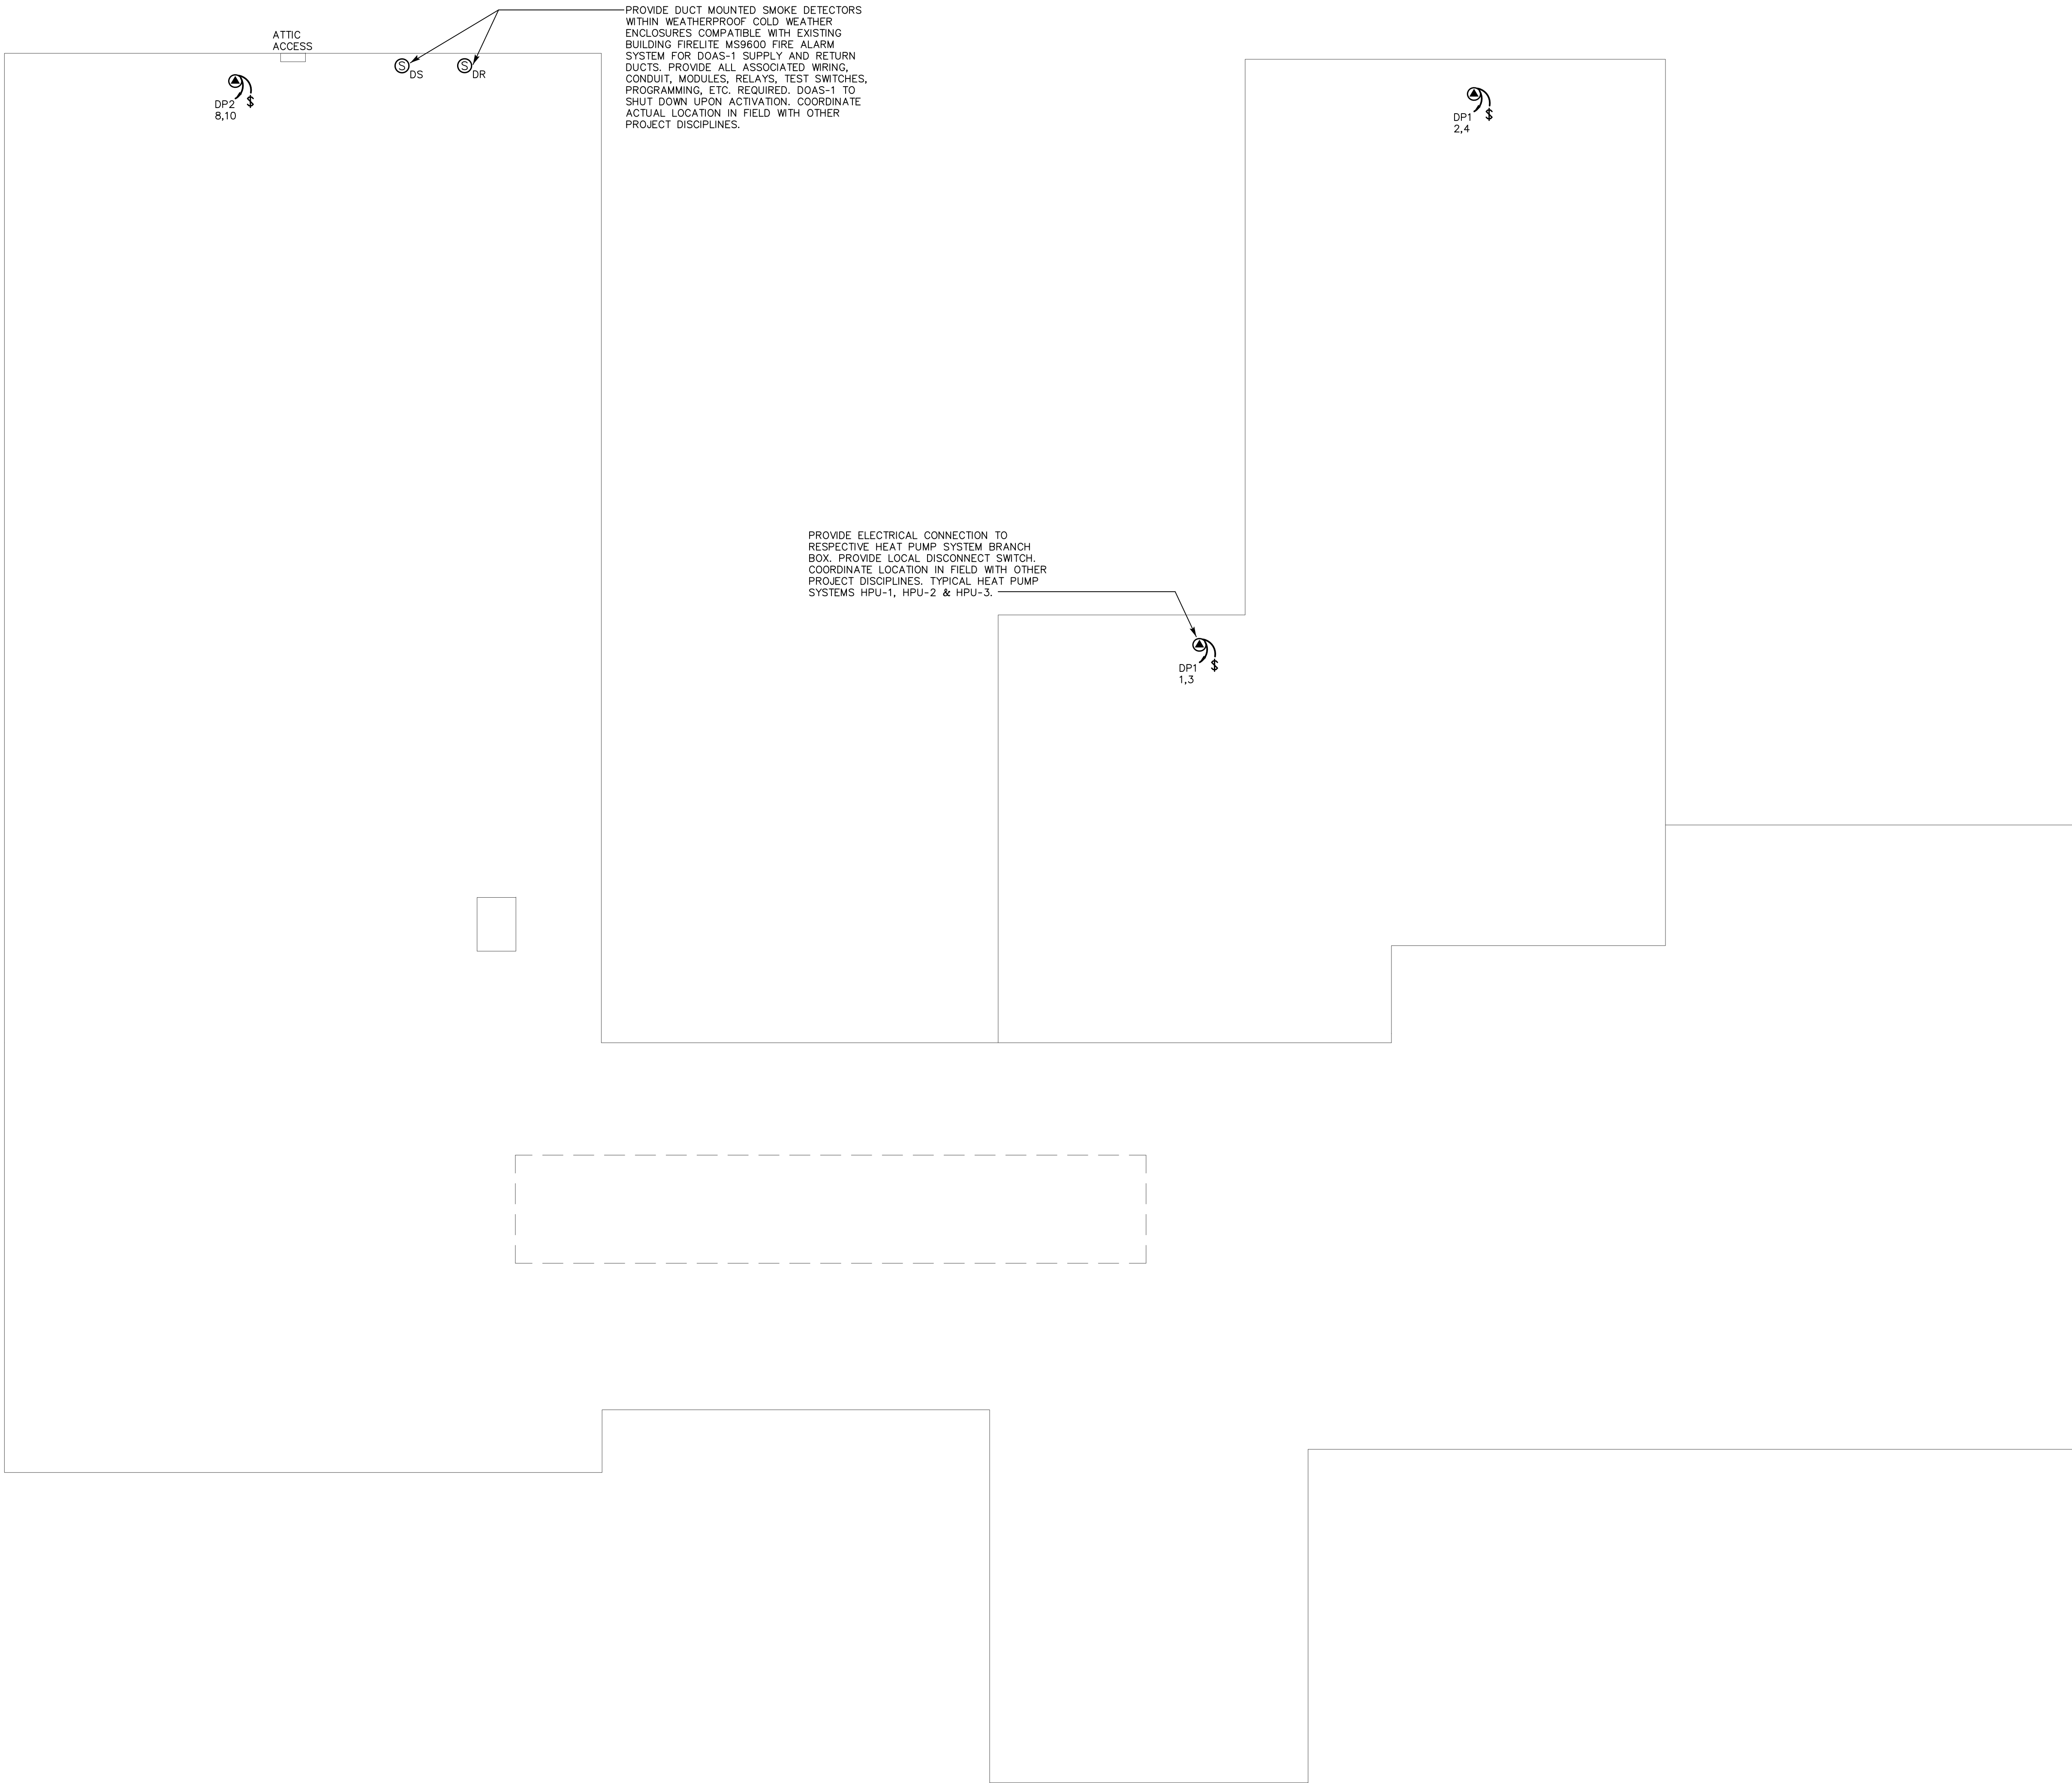 PROVIDE DUCT MOUNTED SMOKE DETECTORS
WITHIN WEATHERPROOF COLD WEATHER
ENCLOSURES COMPATIBLE WITH EXISTING
BUILDING FIRELITE MS9600 FIRE ALARM
SYSTEM FOR DOAS-1 SUPPLY AND RETURN
DUCTS. PROVIDE ALL ASSOCIATED WIRING,
CONDUIT, MODULES, RELAYS, TEST SWITCHES,
PROGRAMMING, ETC. REQUIRED. DOAS-1 TO
SHUT DOWN UPON ACTIVATION. COORDINATE
ACTUAL LOCATION IN FIELD WITH OTHER
PROJECT DISCIPLINES.
ATTIC
ACCESS
S
DS
S
DR
DP2
8,10
$
DP1
2,4
$
PROVIDE ELECTRICAL CONNECTION TO
RESPECTIVE HEAT PUMP SYSTEM BRANCH
BOX. PROVIDE LOCAL DISCONNECT SWITCH.
COORDINATE LOCATION IN FIELD WITH OTHER
PROJECT DISCIPLINES. TYPICAL HEAT PUMP
SYSTEMS HPU-1, HPU-2 & HPU-3.
DP1
1,3
$